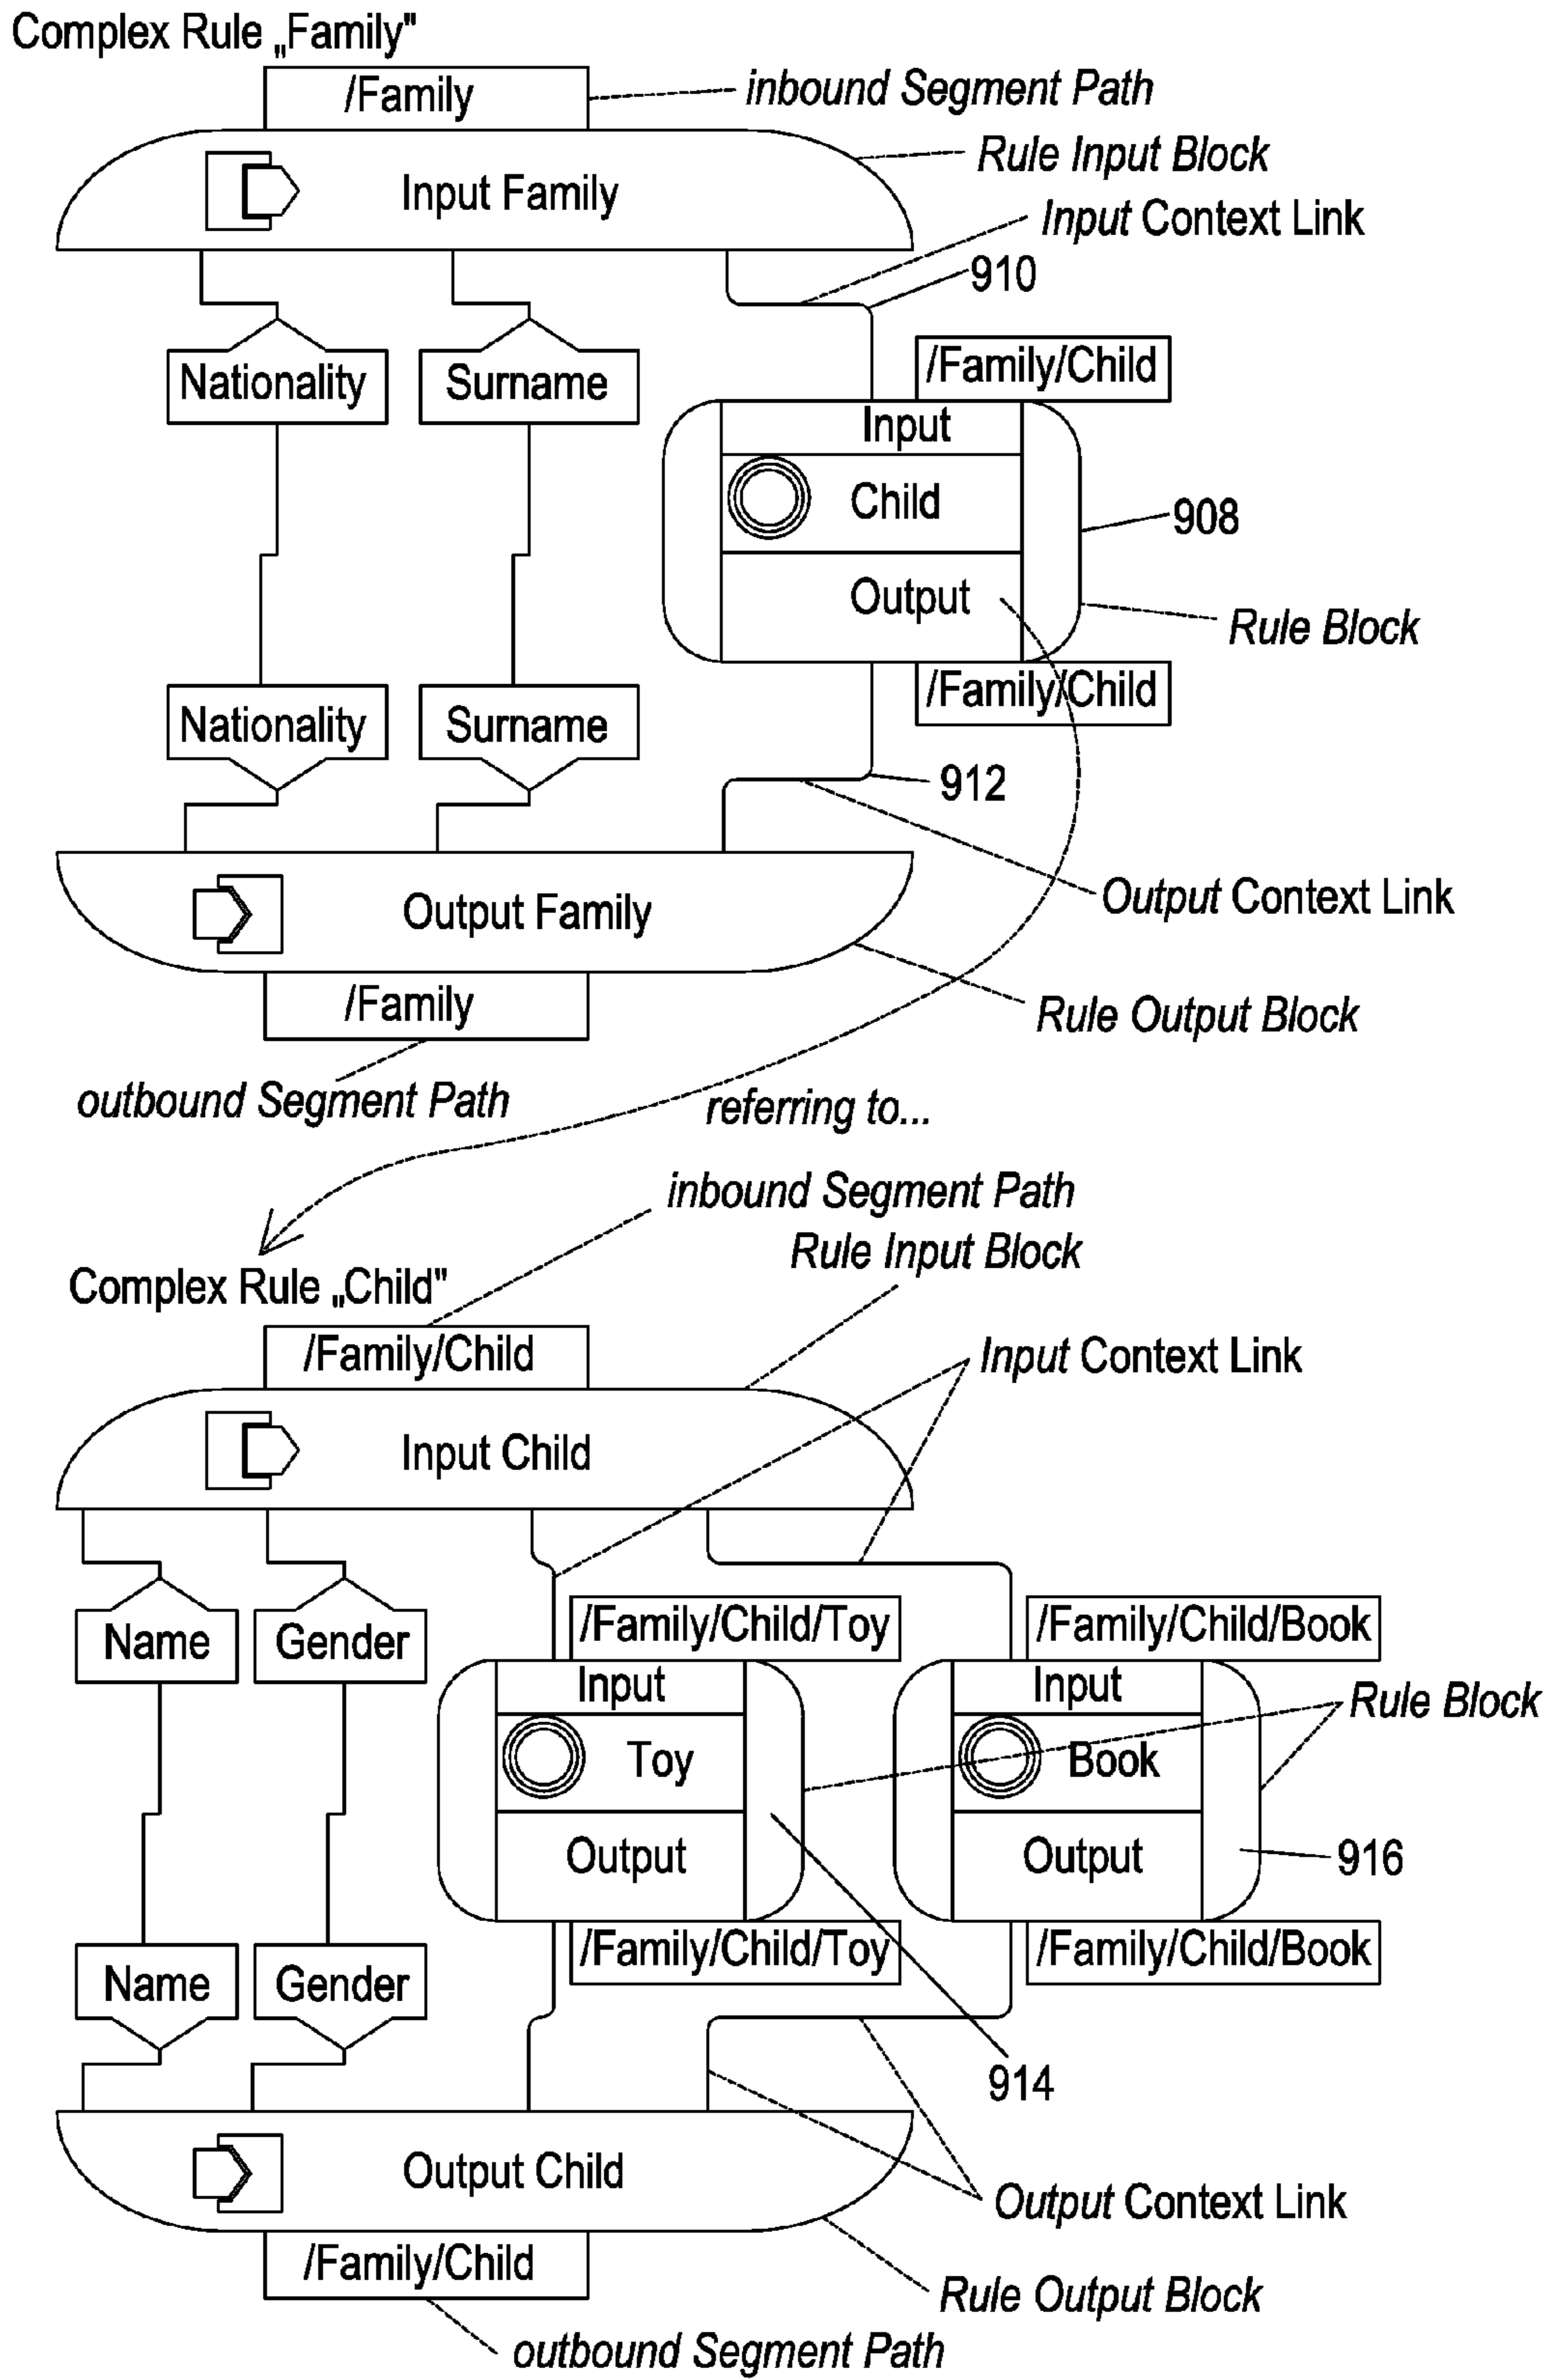 Complex Rule „Family"
/Family
inbound Segment Path
Rule Input Block
Input Family
Input Context Link
910
/Family/Child
Nationality
Surname
Input
Child
908
Output
Rule Block
/Family/Child
Nationality
Surname
912
Output Context Link
Output Family
/Family
Rule Output Block
outbound Segment Path
referring to...
inbound Segment Path
Rule Input Block
Complex Rule „Child"
/Family/Child
Input Context Link
Input Child
/Family/Child/Toy
/Family/Child/Book
Name
Gender
Input
Input
Rule Block
Toy
Book
Output
Output
916
/Family/Child/Toy
/Family/Child/Book
Name
Gender
914
Output Child
Output Context Link
/Family/Child
Rule Output Block
outbound Segment Path